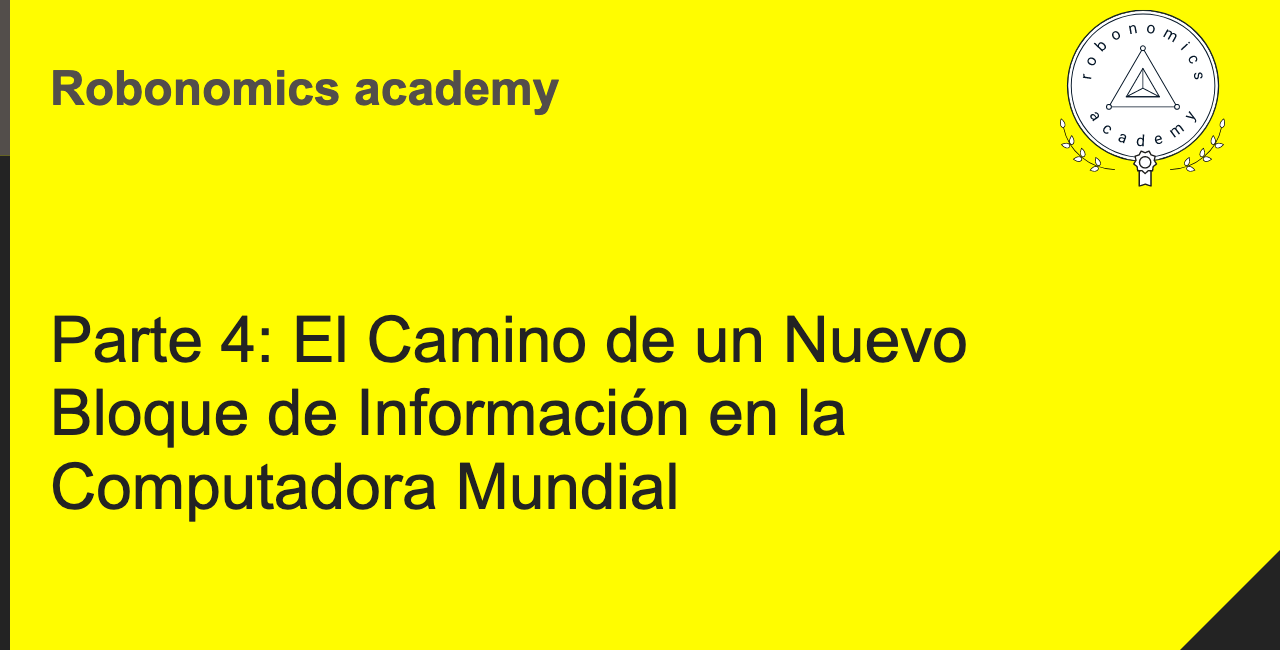 Robonomics academy
robonomics
academy
Parte 4: El Camino de un Nuevo
Bloque de Información en la
Computadora Mundial